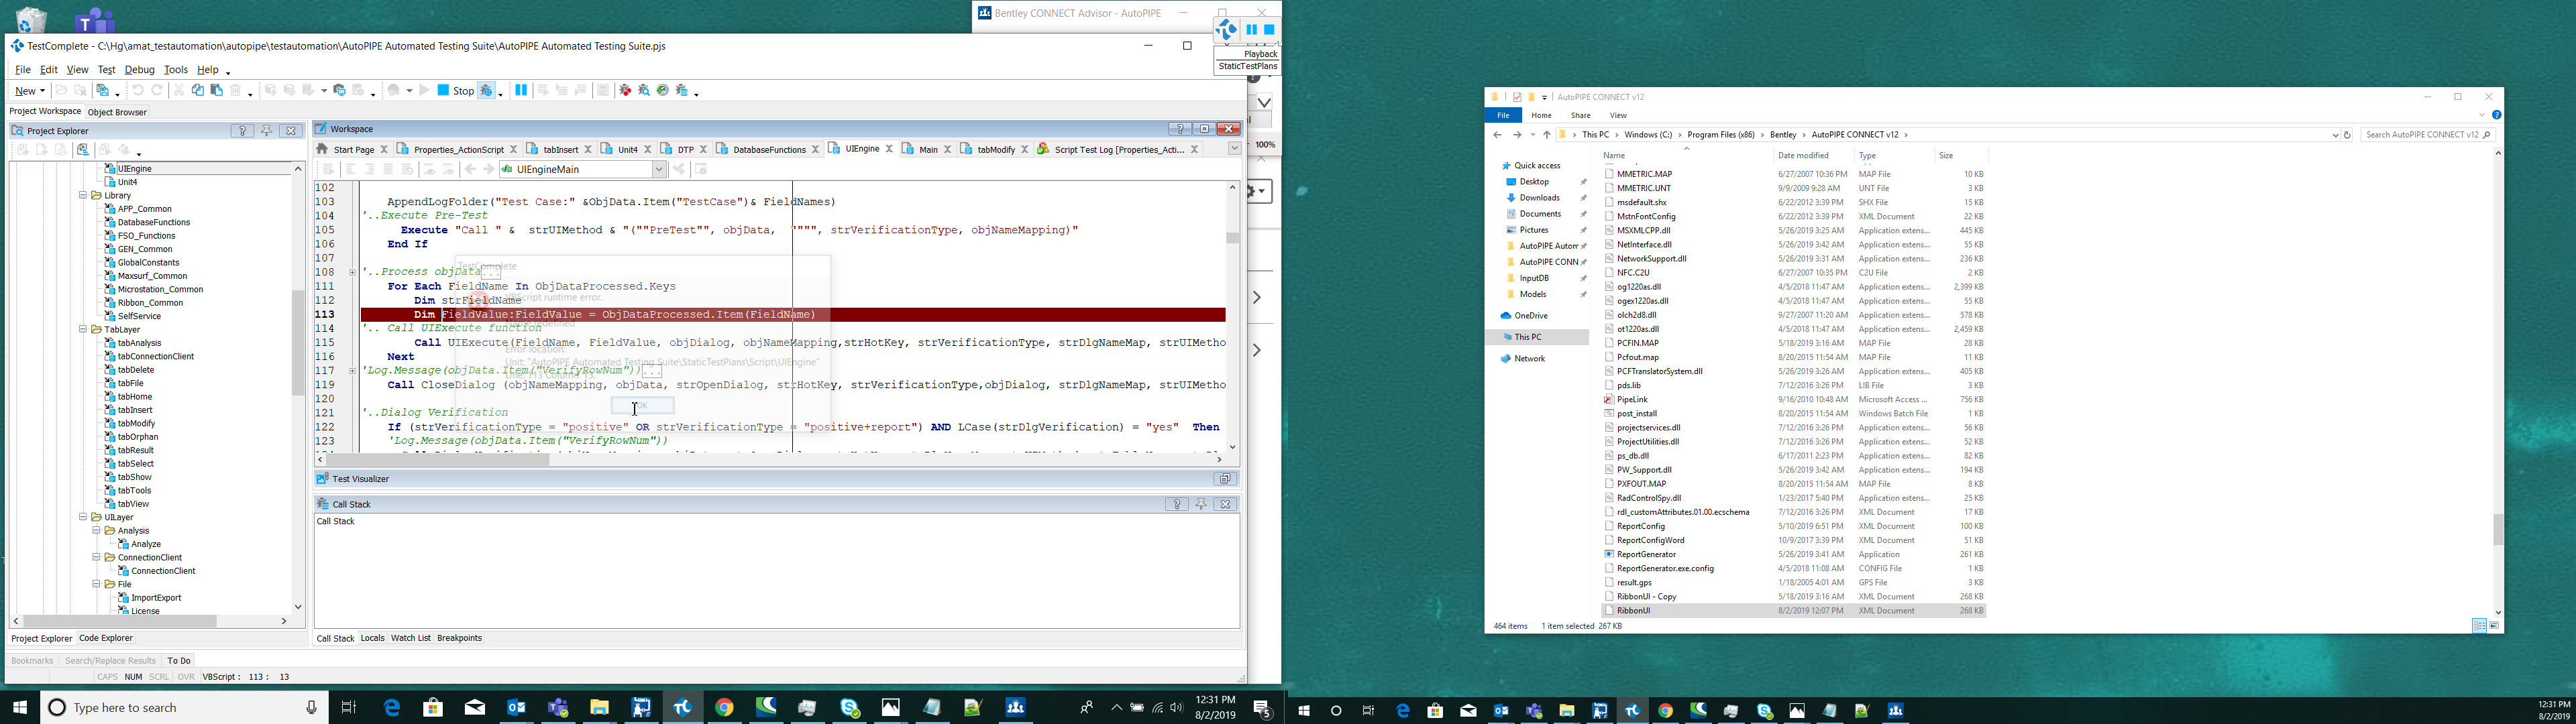 Bentley CONNECT Advisor - AutoPIPE
TestComplete - C:\Hg\amat_testautomation\autopipe\testautomation\AutoPIPE Automated Testing Suite\AutoPIPE Automated Testing Suite.pjs
Playback
StaticTestPlans
File Edit View Test Debug Tools Help
New Stop
Project Workspace Object Browser
100%
Project Explorer
UIEngine
Unit4
Library
APP_Common
DatabaseFunctions
FSO_Functions
GEN_Common
GlobalConstants
Maxsurf_Common
Microstation_Common
Ribbon_Common
SelfService
TabLayer
tabAnalysis
tabConnectionClient
tabDelete
tabFile
tabHome
tabInsert
tabModify
tabOrphan
tabResult
tabSelect
tabShow
tabTools
tabView
UILayer
Analysis
Analyze
ConnectionClient
ConnectionClient
File
ImportExport
License
Project Explorer Code Explorer
Bookmarks Search/Replace Results To Do
CAPS NUM SCRL OVR VBScript : 113 : 13
Workspace
Start Page Properties_ActionScript tabInsert Unit4 DTP DatabaseFunctions UIEngine Main tabModify Script Test Log [Properties_Acti...
UIEngineMain
102
103 AppendLogFolder("Test Case:" &ObjData.Item("TestCase")& FieldNames)
104 '..Execute Pre-Test
105 Execute "Call " & strUIMethod & "(""PreTest"", objData, """", strVerificationType, objNameMapping)"
106 End If
107
108 '..Process objData...
111 For Each FieldName In ObjDataProcessed.Keys
112 Dim strFieldName
113 Dim FieldValue:FieldValue = ObjDataProcessed.Item(FieldName)
114 '.. Call UIExecute function
115 Call UIExecute(FieldName, FieldValue, objDialog, objNameMapping,strHotKey, strVerificationType, strDlgNameMap, strUIMetho
116 Next
117 'Log.Message(objData.Item("VerifyRowNum"))...
119 Call CloseDialog (objNameMapping, objData, strOpenDialog, strHotKey, strVerificationType,objDialog, strDlgNameMap, strUIMetho
120
121 '..Dialog Verification
122 If (strVerificationType = "positive" OR strVerificationType = "positive+report") AND LCase(strDlgVerification) = "yes" Then
123 'Log.Message(objData.Item("VerifyRowNum"))
TestComplete
VBScript runtime error.
Name redefined
Error location:
Unit: "AutoPIPE Automated Testing Suite\StaticTestPlans\Script\UIEngine"
Line: 113 Column: 13.
OK
Test Visualizer
Call Stack
Call Stack
Call Stack Locals Watch List Breakpoints
AutoPIPE CONNECT v12
File Home Share View
This PC > Windows (C:) > Program Files (x86) > Bentley > AutoPIPE CONNECT v12 >
Search AutoPIPE CONNECT v12
Quick access
Desktop
Downloads
Documents
Pictures
AutoPIPE Autom
AutoPIPE CONN
InputDB
Models
OneDrive
This PC
Network
Name Date modified Type Size
MMETRIC.MAP 6/27/2007 10:36 PM MAP File 10 KB
MMETRIC.UNT 9/9/2009 9:28 AM UNT File 3 KB
msdefault.shx 6/22/2012 3:39 PM SHX File 15 KB
MstnFontConfig 6/22/2012 3:39 PM XML Document 22 KB
MSXMLCPP.dll 5/26/2019 3:25 AM Application extens... 445 KB
NetInterface.dll 5/26/2019 3:42 AM Application extens... 55 KB
NetworkSupport.dll 5/26/2019 3:31 AM Application extens... 236 KB
NFC.C2U 6/27/2007 10:35 PM C2U File 2 KB
og1220as.dll 4/5/2018 11:47 AM Application extens... 2,399 KB
ogex1220as.dll 4/5/2018 11:47 AM Application extens... 55 KB
olch2d8.dll 9/27/2007 11:20 AM Application extens... 578 KB
ot1220as.dll 4/5/2018 11:47 AM Application extens... 2,459 KB
PCFIN.MAP 5/18/2019 3:16 AM MAP File 28 KB
Pcfout.map 8/20/2015 11:54 AM MAP File 11 KB
PCFTranslatorSystem.dll 5/26/2019 3:26 AM Application extens... 405 KB
pds.lib 7/12/2016 3:26 PM LIB File 3 KB
PipeLink 9/16/2010 10:48 AM Microsoft Access ... 756 KB
post_install 8/20/2015 11:54 AM Windows Batch File 1 KB
projectservices.dll 7/12/2016 3:26 PM Application extens... 56 KB
ProjectUtilities.dll 7/12/2016 3:26 PM Application extens... 52 KB
ps_db.dll 6/17/2011 2:23 PM Application extens... 82 KB
PW_Support.dll 5/26/2019 3:42 AM Application extens... 194 KB
PXFOUT.MAP 8/20/2015 11:54 AM MAP File 8 KB
RadControlSpy.dll 1/23/2017 5:40 PM Application extens... 25 KB
rdl_customAttributes.01.00.ecschema 7/12/2016 3:26 PM XML Document 17 KB
ReportConfig 5/10/2019 6:51 PM XML Document 100 KB
ReportConfigWord 10/9/2017 3:39 PM XML Document 51 KB
ReportGenerator 5/26/2019 3:41 AM Application 261 KB
ReportGenerator.exe.config 4/5/2018 11:08 AM CONFIG File 1 KB
result.gps 1/18/2005 4:01 AM GPS File 3 KB
RibbonUI - Copy 5/18/2019 3:16 AM XML Document 268 KB
RibbonUI 8/2/2019 12:07 PM XML Document 268 KB
464 items 1 item selected 267 KB
Type here to search
12:31 PM
8/2/2019
5
12:31 PM
8/2/2019